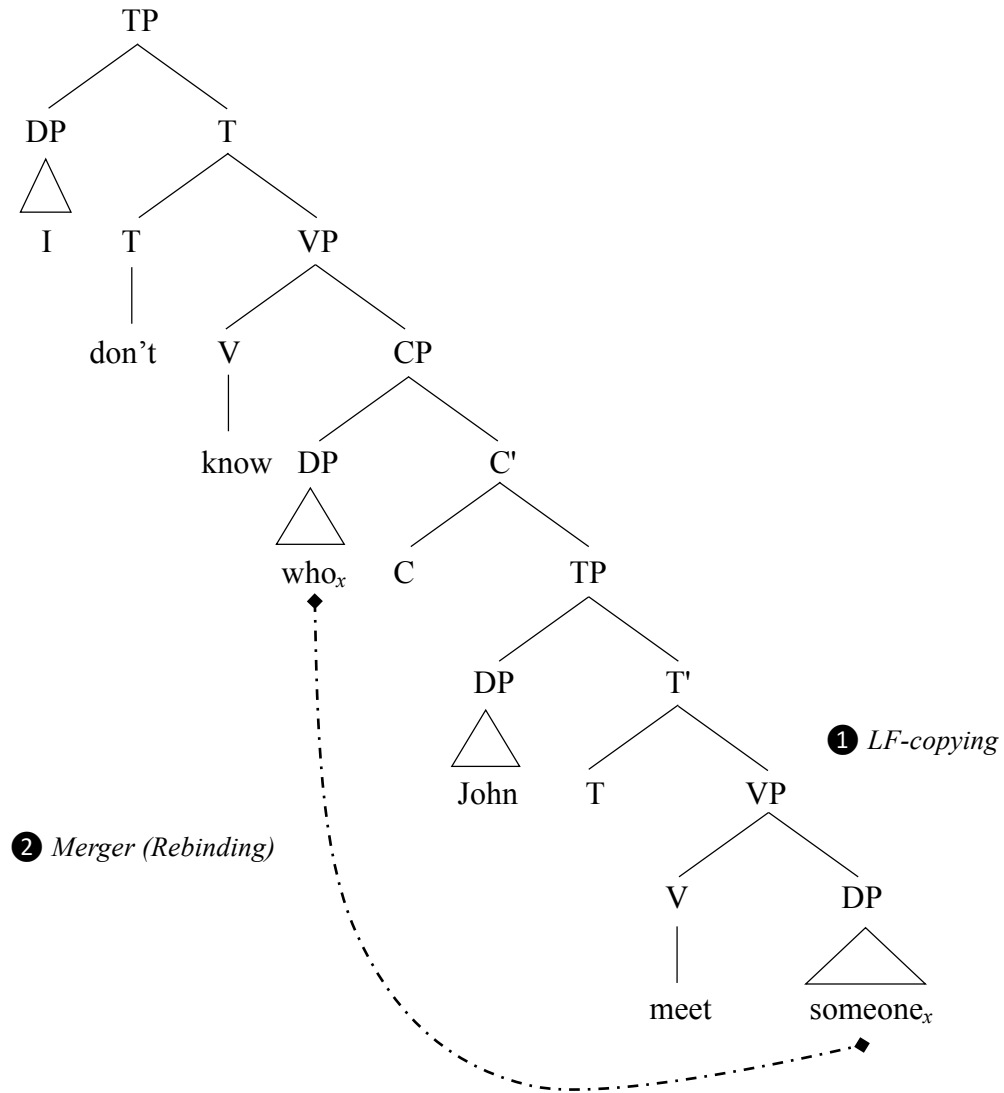 TP
DP T
I T VP
don't V CP
know DP C'
who𝑥 C TP
DP T'
❶ LF-copying
John T VP
❷ Merger (Rebinding)
V DP
meet someone𝑥